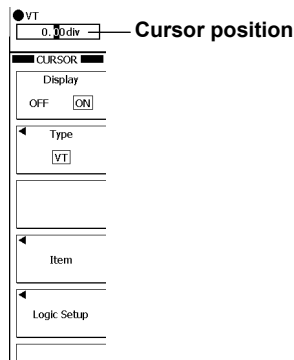 VT
0.00div
Cursor position
CURSOR
Display
OFF ON
Type
VT
Item
Logic Setup